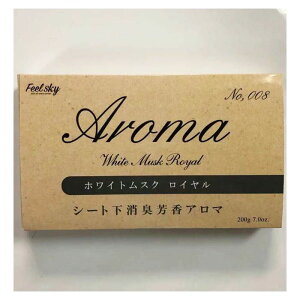 Feel sky
No,008
Aroma
White Musk Royal
ホワイトムスク ロイヤル
シート下消臭芳香アロマ
200g 7.0oz.